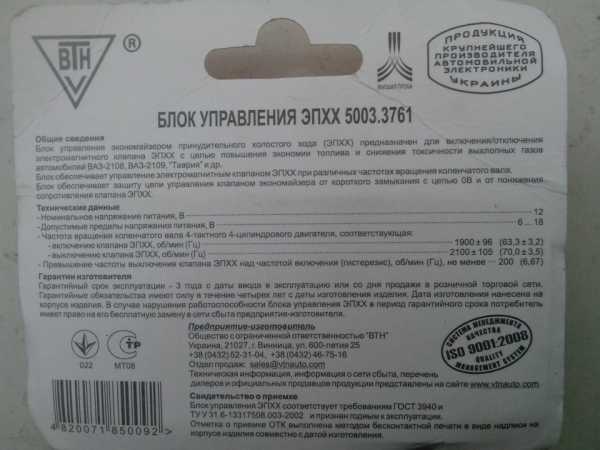 ВТН ®
ВЫСШАЯ ПРОБА
ПРОДУКЦИЯ
КРУПНЕЙШЕГО
ПРОИЗВОДИТЕЛЯ
АВТОМОБИЛЬНОЙ
ЭЛЕКТРОНИКИ
УКРАИНЫ
БЛОК УПРАВЛЕНИЯ ЭПХХ 5003.3761
Общие сведения
Блок управления экономайзером принудительного холостого хода (ЭПХХ) предназначен для включения/отключения
электромагнитного клапана ЭПХХ с целью повышения экономии топлива и снижения токсичности выхлопных газов
автомобилей ВАЗ-2108, ВАЗ-2109, "Таврия" и др.
Блок обеспечивает управление электромагнитным клапаном ЭПХХ при различных частотах вращения коленчатого вала.
Блок обеспечивает защиту цепи управления клапаном экономайзера от короткого замыкания с целью 0В и от понижения
сопротивления клапана ЭПХХ.
Технические данные
- Номинальное напряжение питания, В 12
- Допустимые пределы напряжения питания, В 6 ... 18
- Частота вращения коленчатого вала 4-тактного 4-цилиндрового двигателя, соответствующая:
- включению клапана ЭПХХ, об/мин (Гц) 1900 ± 96 (63,3 ± 3,2)
- выключению клапана ЭПХХ, об/мин (Гц) 2100 ± 105 (70,0 ± 3,5)
- Превышение частоты выключения клапана ЭПХХ над частотой включения (гистерезис), об/мин (Гц), не менее 200 (6,67)
Гарантии изготовителя
Гарантийный срок эксплуатации - 3 года с даты ввода в эксплуатацию или со дня продажи в розничной торговой сети.
Гарантийные обязательства имеют силу в течение четырех лет с даты изготовления изделия. Дата изготовления нанесена на
корпусе изделия. В случае нарушения работоспособности блока управления ЭПХХ в период гарантийного срока потребитель
имеет право на его бесплатную замену в сети сбыта предприятия-изготовителя.
Предприятие-изготовитель
Общество с ограниченной ответственностью "ВТН"
Украина, 21027, г. Винница, ул. 600-летия 25
+38 (0432) 52-31-04, +38 (0432) 46-75-16
Отдел продаж: sales@vtnauto.com
Техническая информация, информация о сети сбыта, перечень
дилеров и официальных продавцов продукции представлены на сайте www.vtnauto.com
022
МТ08
СИСТЕМА МЕНЕДЖМЕНТА
КАЧЕСТВА
ISO 9001:2008
QUALITY
MANAGEMENT SYSTEM
Свидетельство о приемке
Блок управления ЭПХХ соответствует требованиям ГОСТ 3940 и
ТУ У 31.6-13317508.003-2002 и признан годным к эксплуатации.
Отметка о приемке ОТК выполнена методом бесконтактной печати в виде надписи на
корпусе изделия совместно с датой изготовления.
4 820071 850092 >